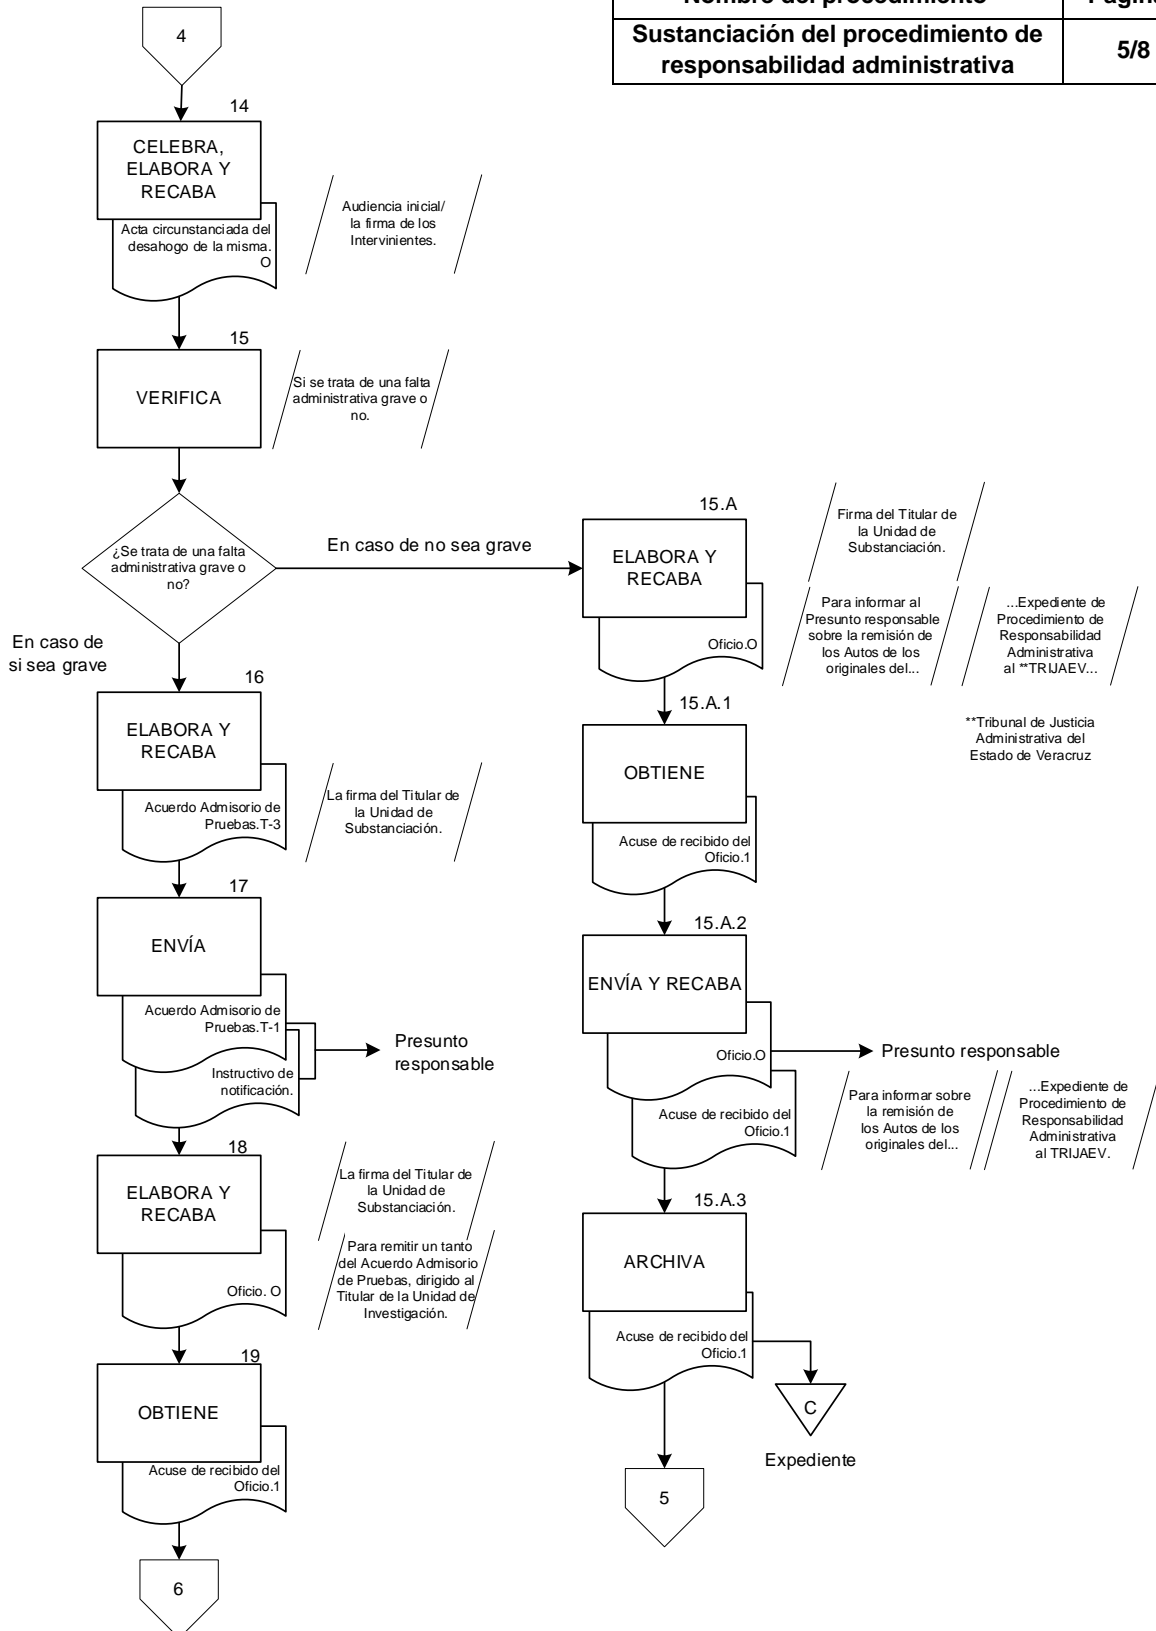 Nombre del procedimiento
Sustanciación del procedimiento de
responsabilidad administrativa
5/8
4
14
CELEBRA,
ELABORA Y
RECABA
Acta circunstanciada del
desahogo de la misma.
O
Audiencia inicial/
la firma de los
Intervinientes.
15
VERIFICA
Si se trata de una falta
administrativa grave o
no.
¿Se trata de una falta
administrativa grave o
no?
En caso de no sea grave
En caso de
si sea grave
15.A
ELABORA Y
RECABA
Oficio.O
Firma del Titular de
la Unidad de
Substanciación.
Para informar al
Presunto responsable
sobre la remisión de
los Autos de los
originales del...
...Expediente de
Procedimiento de
Responsabilidad
Administrativa
al **TRIJAEV...
**Tribunal de Justicia
Administrativa del
Estado de Veracruz
15.A.1
OBTIENE
Acuse de recibido del
Oficio.1
15.A.2
ENVÍA Y RECABA
Oficio.O
Acuse de recibido del
Oficio.1
Presunto responsable
Para informar sobre
la remisión de
los Autos de los
originales del...
...Expediente de
Procedimiento de
Responsabilidad
Administrativa
al TRIJAEV.
15.A.3
ARCHIVA
Acuse de recibido del
Oficio.1
C
Expediente
5
16
ELABORA Y
RECABA
Acuerdo Admisorio de
Pruebas.T-3
La firma del Titular de
la Unidad de
Substanciación.
17
ENVÍA
Acuerdo Admisorio de
Pruebas.T-1
Instructivo de
notificación.
Presunto
responsable
18
ELABORA Y
RECABA
Oficio. O
La firma del Titular de
la Unidad de
Substanciación.
Para remitir un tanto
del Acuerdo Admisorio
de Pruebas, dirigido al
Titular de la Unidad de
Investigación.
19
OBTIENE
Acuse de recibido del
Oficio.1
6